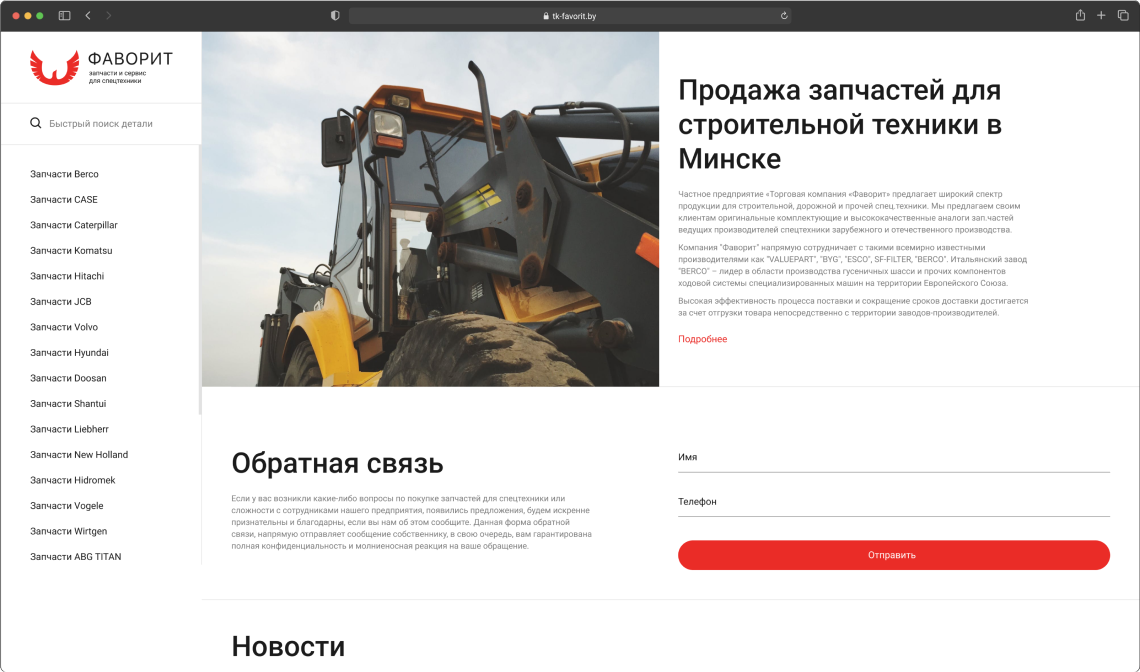 tk-favorit.by
ФАВОРИТ
запчасти и сервис
для спецтехники
Быстрый поиск детали
Запчасти Berco
Запчасти CASE
Запчасти Caterpillar
Запчасти Komatsu
Запчасти Hitachi
Запчасти JCB
Запчасти Volvo
Запчасти Hyundai
Запчасти Doosan
Запчасти Shantui
Запчасти Liebherr
Запчасти New Holland
Запчасти Hidromek
Запчасти Vogele
Запчасти Wirtgen
Запчасти ABG TITAN
Продажа запчастей для
строительной техники в
Минске
Частное предприятие «Торговая компания «Фаворит» предлагает широкий спектр
продукции для строительной, дорожной и прочей спец.техники. Мы предлагаем своим
клиентам оригинальные комплектующие и высококачественные аналоги зап.частей
ведущих производителей спецтехники зарубежного и отечественного производства.
Компания "Фаворит" напрямую сотрудничает с такими всемирно известными
производителями как "VALUEPART", "BYG", "ESCO", SF-FILTER, "BERCO". Итальянский завод
"BERCO" – лидер в области производства гусеничных шасси и прочих компонентов
ходовой системы специализированных машин на территории Европейского Союза.
Высокая эффективность процесса поставки и сокращение сроков доставки достигается
за счет отгрузки товара непосредственно с территории заводов-производителей.
Подробнее
Обратная связь
Если у вас возникли какие-либо вопросы по покупке запчастей для спецтехники или
сложности с сотрудниками нашего предприятия, появились предложения, будем искренне
признательны и благодарны, если вы нам об этом сообщите. Данная форма обратной
связи, напрямую отправляет сообщение собственнику, в свою очередь, вам гарантирована
полная конфиденциальность и молниеносная реакция на ваше обращение.
Имя
Телефон
Отправить
Новости